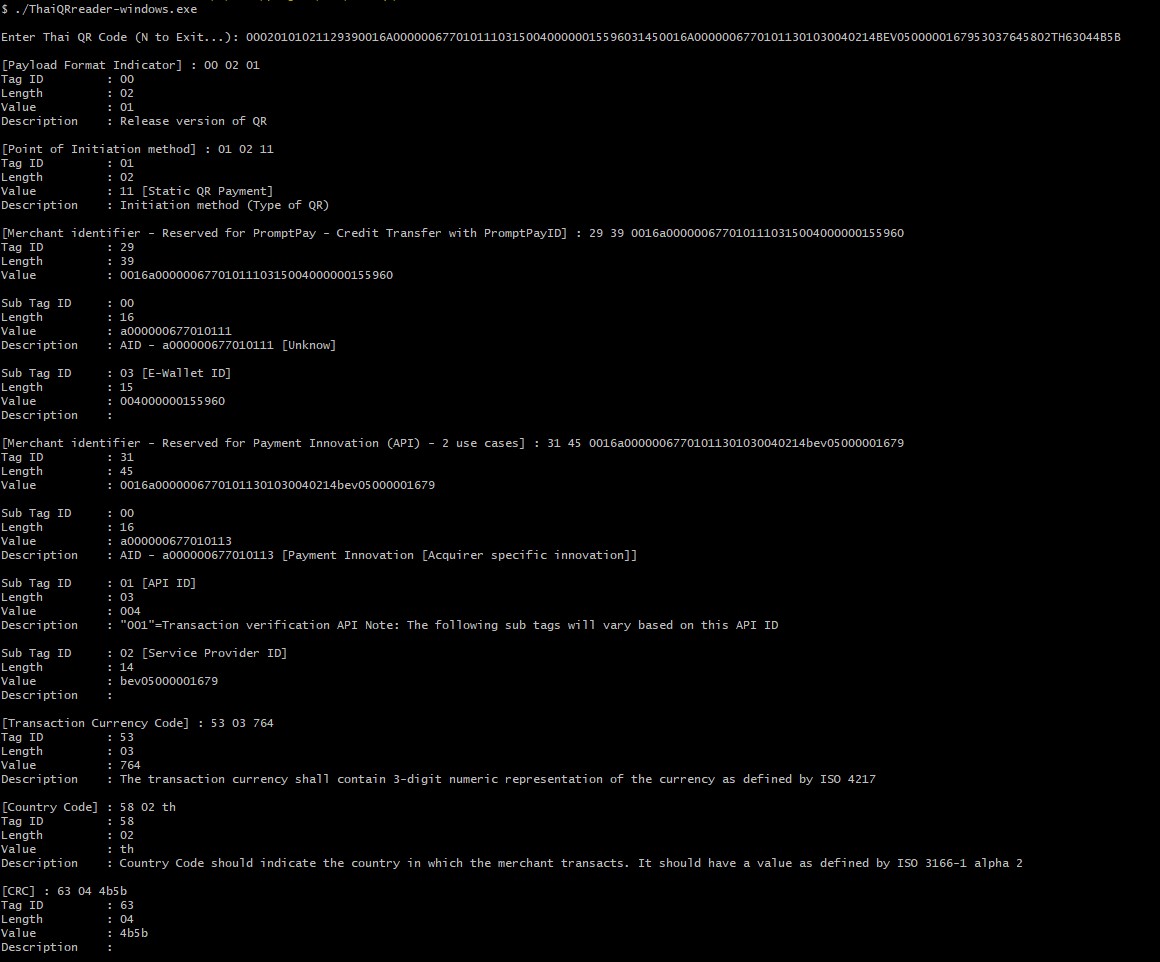 $ ./ThaiQRreader-windows.exe
Enter Thai QR Code (N to Exit...): 00020101021129390016A000000677010111031500400000015596031450016A00000067701011301030040214BEV0500000167953037645802TH63044B5B
[Payload Format Indicator] : 00 02 01
Tag ID : 00
Length : 02
Value : 01
Description : Release version of QR
[Point of Initiation method] : 01 02 11
Tag ID : 01
Length : 02
Value : 11 [Static QR Payment]
Description : Initiation method (Type of QR)
[Merchant identifier - Reserved for PromptPay - Credit Transfer with PromptPayID] : 29 39 0016a0000006770101110315004000000155960
Tag ID : 29
Length : 39
Value : 0016a0000006770101110315004000000155960
Sub Tag ID : 00
Length : 16
Value : a000000677010111
Description : AID - a000000677010111 [Unknow]
Sub Tag ID : 03 [E-Wallet ID]
Length : 15
Value : 004000000155960
Description :
[Merchant identifier - Reserved for Payment Innovation (API) - 2 use cases] : 31 45 0016a00000067701011301030040214bev05000001679
Tag ID : 31
Length : 45
Value : 0016a00000067701011301030040214bev05000001679
Sub Tag ID : 00
Length : 16
Value : a000000677010113
Description : AID - a000000677010113 [Payment Innovation [Acquirer specific innovation]]
Sub Tag ID : 01 [API ID]
Length : 03
Value : 004
Description : "001"=Transaction verification API Note: The following sub tags will vary based on this API ID
Sub Tag ID : 02 [Service Provider ID]
Length : 14
Value : bev05000001679
Description :
[Transaction Currency Code] : 53 03 764
Tag ID : 53
Length : 03
Value : 764
Description : The transaction currency shall contain 3-digit numeric representation of the currency as defined by ISO 4217
[Country Code] : 58 02 th
Tag ID : 58
Length : 02
Value : th
Description : Country Code should indicate the country in which the merchant transacts. It should have a value as defined by ISO 3166-1 alpha 2
[CRC] : 63 04 4b5b
Tag ID : 63
Length : 04
Value : 4b5b
Description :